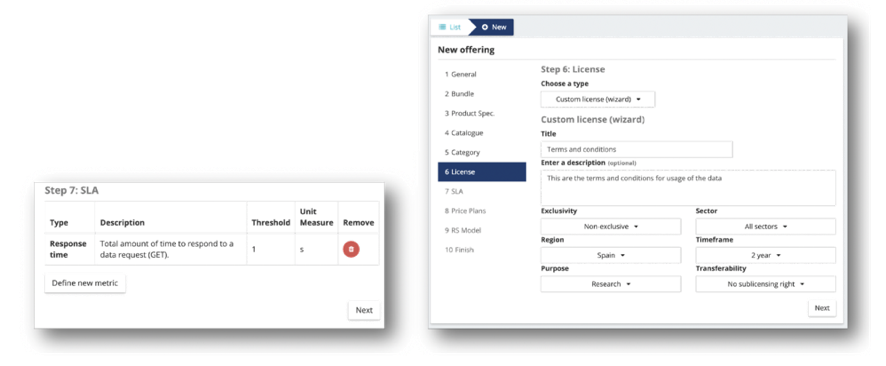 Step 7: SLA
Type Description Threshold Unit Measure Remove
Response time Total amount of time to respond to a data request (GET). 1 s
Define new metric
Next
List New
New offering
1 General
2 Bundle
3 Product Spec.
4 Catalogue
5 Category
6 License
7 SLA
8 Price Plans
9 RS Model
10 Finish
Step 6: License
Choose a type
Custom license (wizard)
Custom license (wizard)
Title
Terms and conditions
Enter a description (optional)
This are the terms and conditions for usage of the data
Exclusivity Sector
Non-exclusive All sectors
Region Timeframe
Spain 2 year
Purpose Transferability
Research No sublicensing right
Next